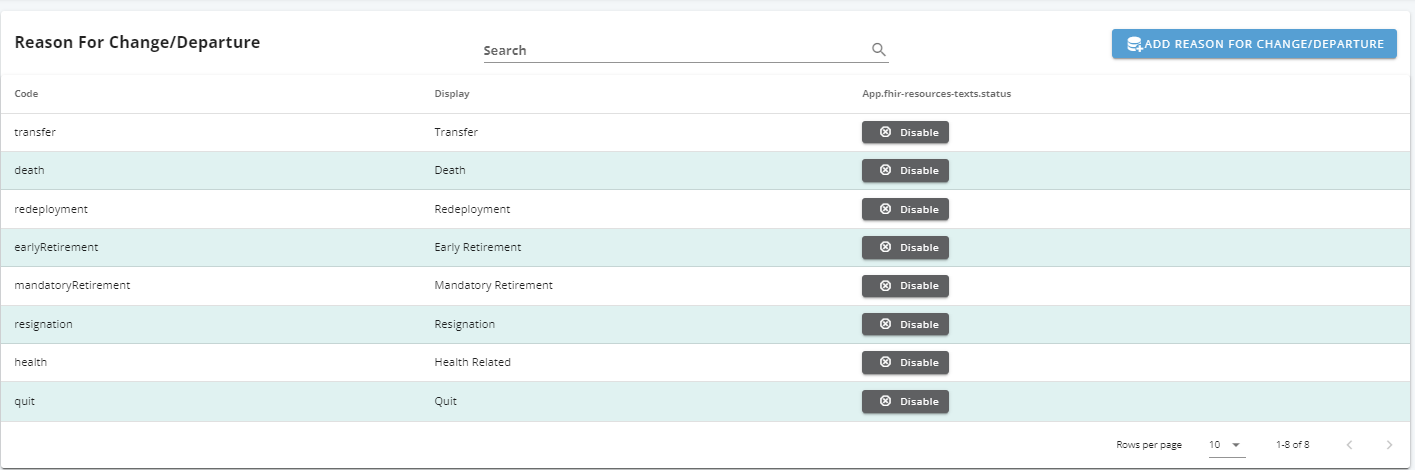 Reason For Change/Departure
Search
ADD REASON FOR CHANGE/DEPARTURE
Code Display App.fhir-resources-texts.status
transfer Transfer Disable
death Death Disable
redeployment Redeployment Disable
earlyRetirement Early Retirement Disable
mandatoryRetirement Mandatory Retirement Disable
resignation Resignation Disable
health Health Related Disable
quit Quit Disable
Rows per page 10 1-8 of 8